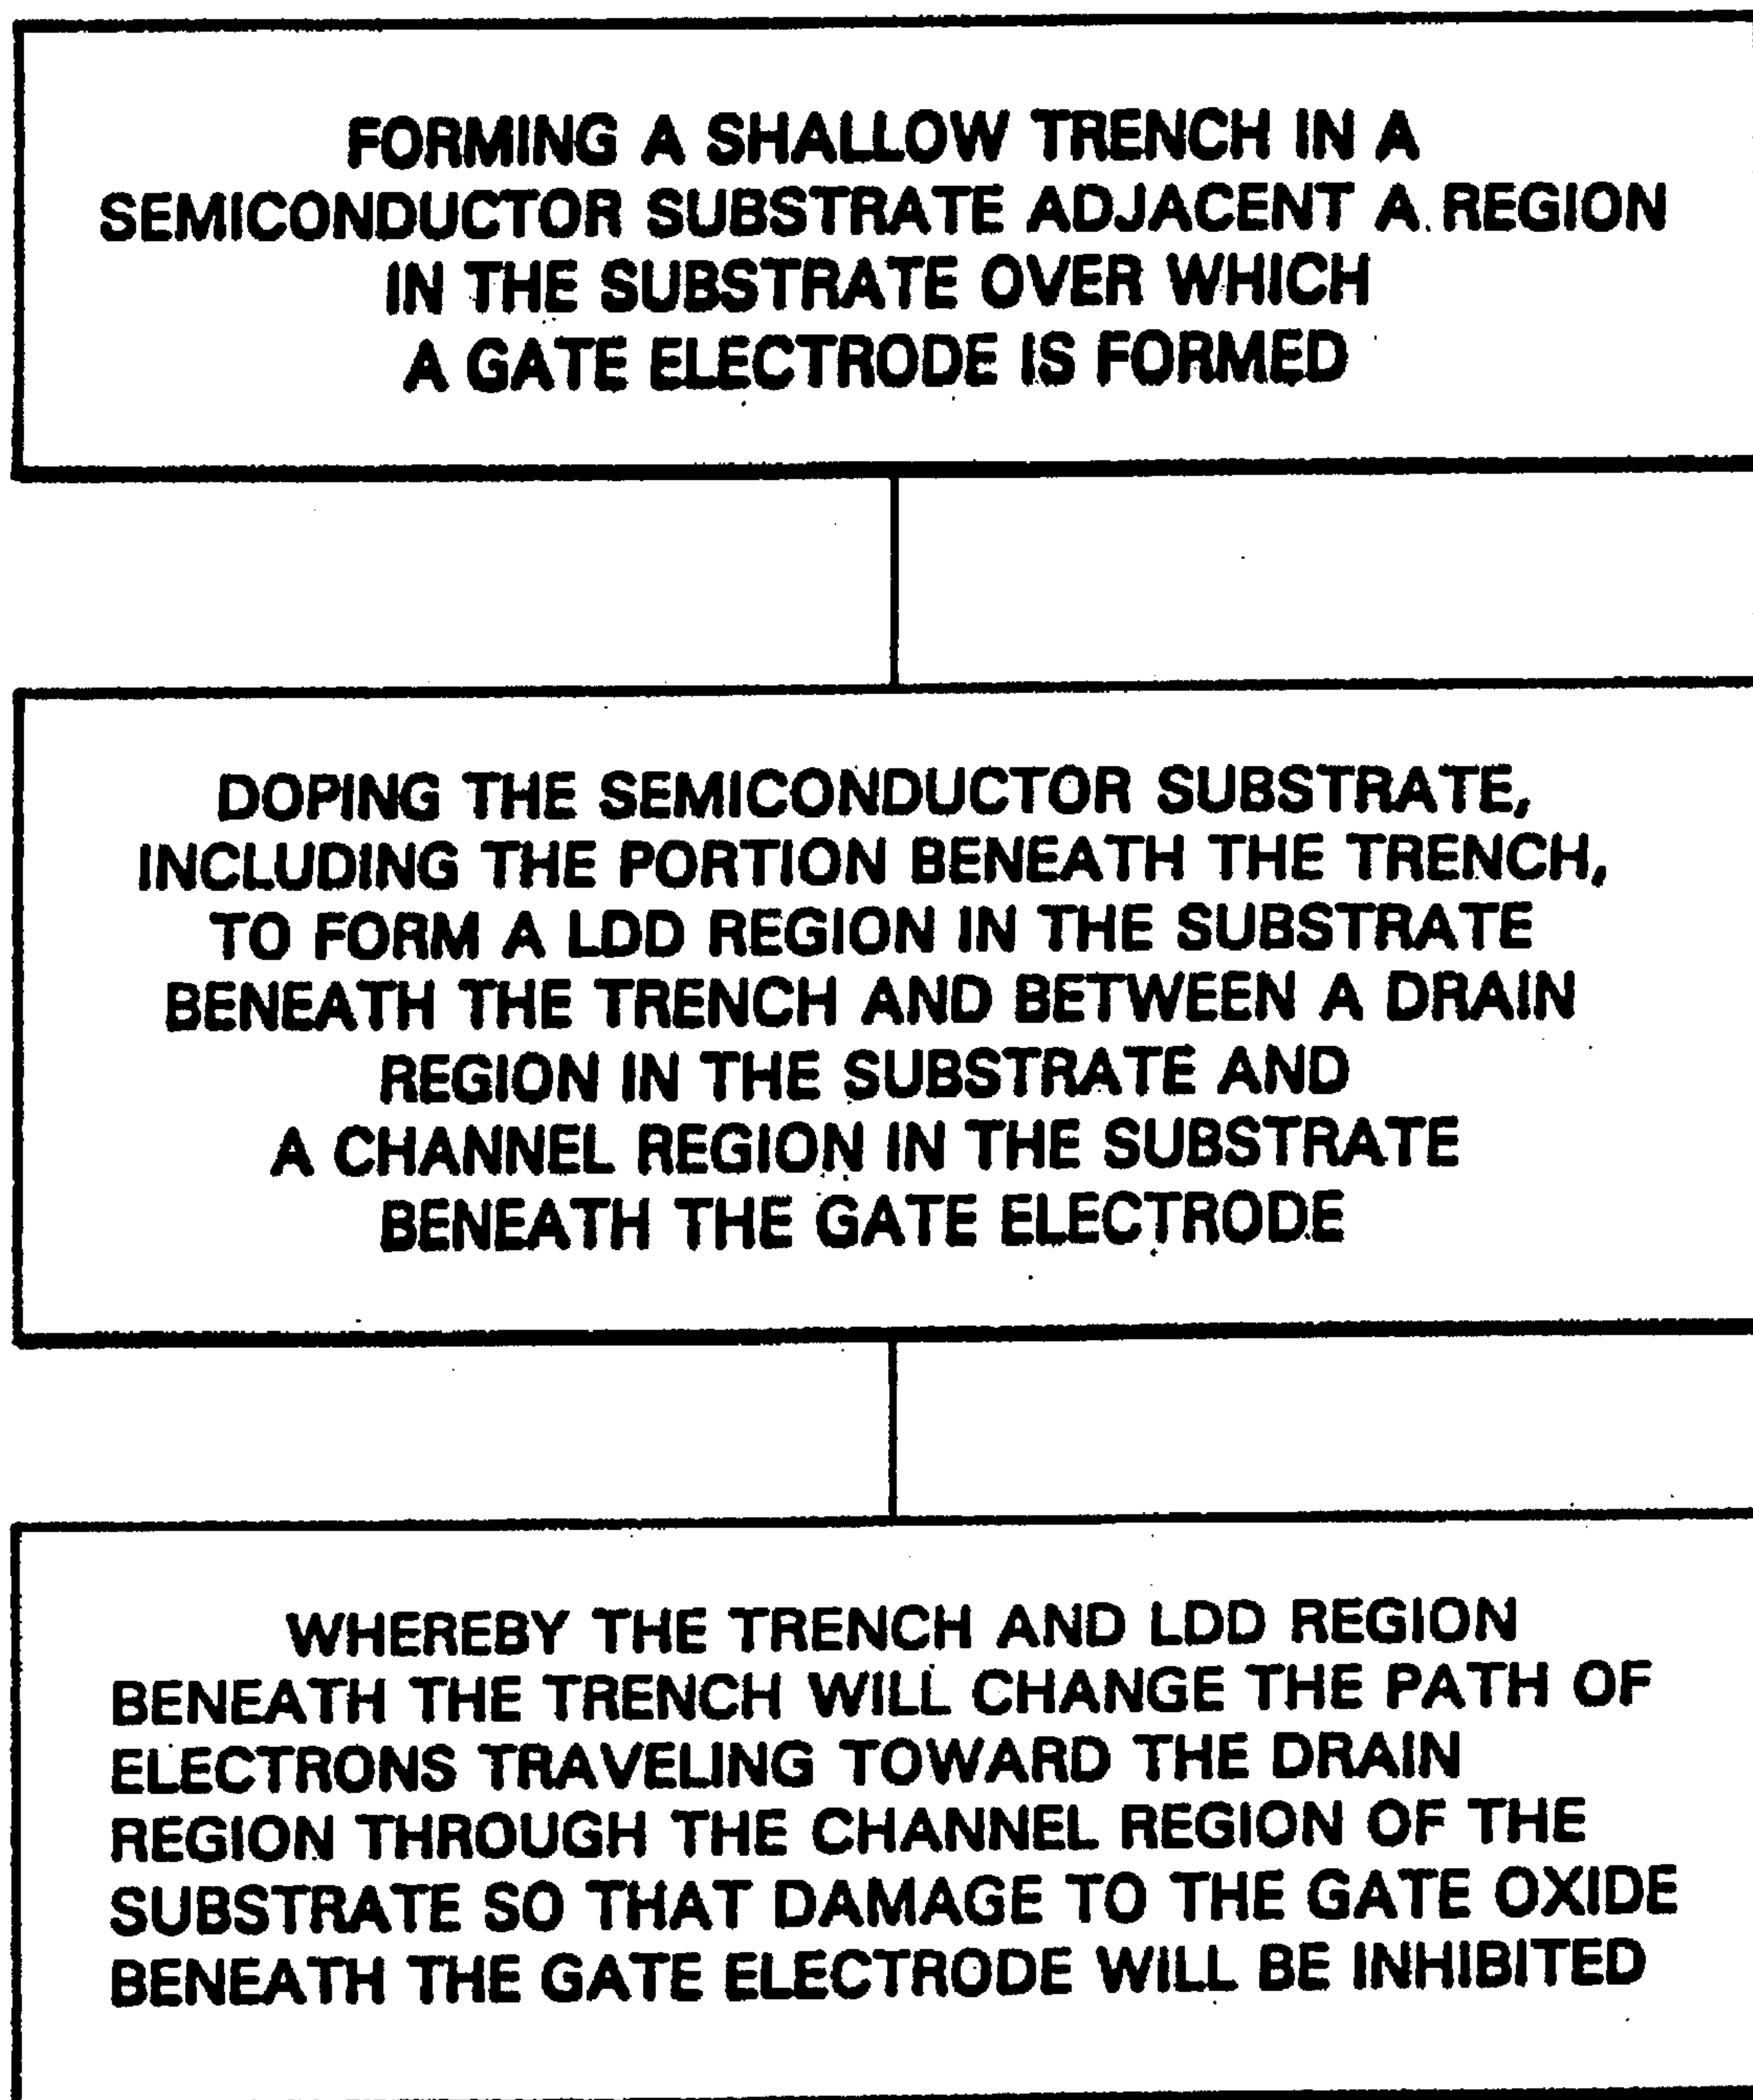 FORMING A SHALLOW TRENCH IN A
SEMICONDUCTOR SUBSTRATE ADJACENT A REGION
IN THE SUBSTRATE OVER WHICH
A GATE ELECTRODE IS FORMED
DOPING THE SEMICONDUCTOR SUBSTRATE,
INCLUDING THE PORTION BENEATH THE TRENCH,
TO FORM A LDD REGION IN THE SUBSTRATE
BENEATH THE TRENCH AND BETWEEN A DRAIN
REGION IN THE SUBSTRATE AND
A CHANNEL REGION IN THE SUBSTRATE
BENEATH THE GATE ELECTRODE
WHEREBY THE TRENCH AND LDD REGION
BENEATH THE TRENCH WILL CHANGE THE PATH OF
ELECTRONS TRAVELING TOWARD THE DRAIN
REGION THROUGH THE CHANNEL REGION OF THE
SUBSTRATE SO THAT DAMAGE TO THE GATE OXIDE
BENEATH THE GATE ELECTRODE WILL BE INHIBITED